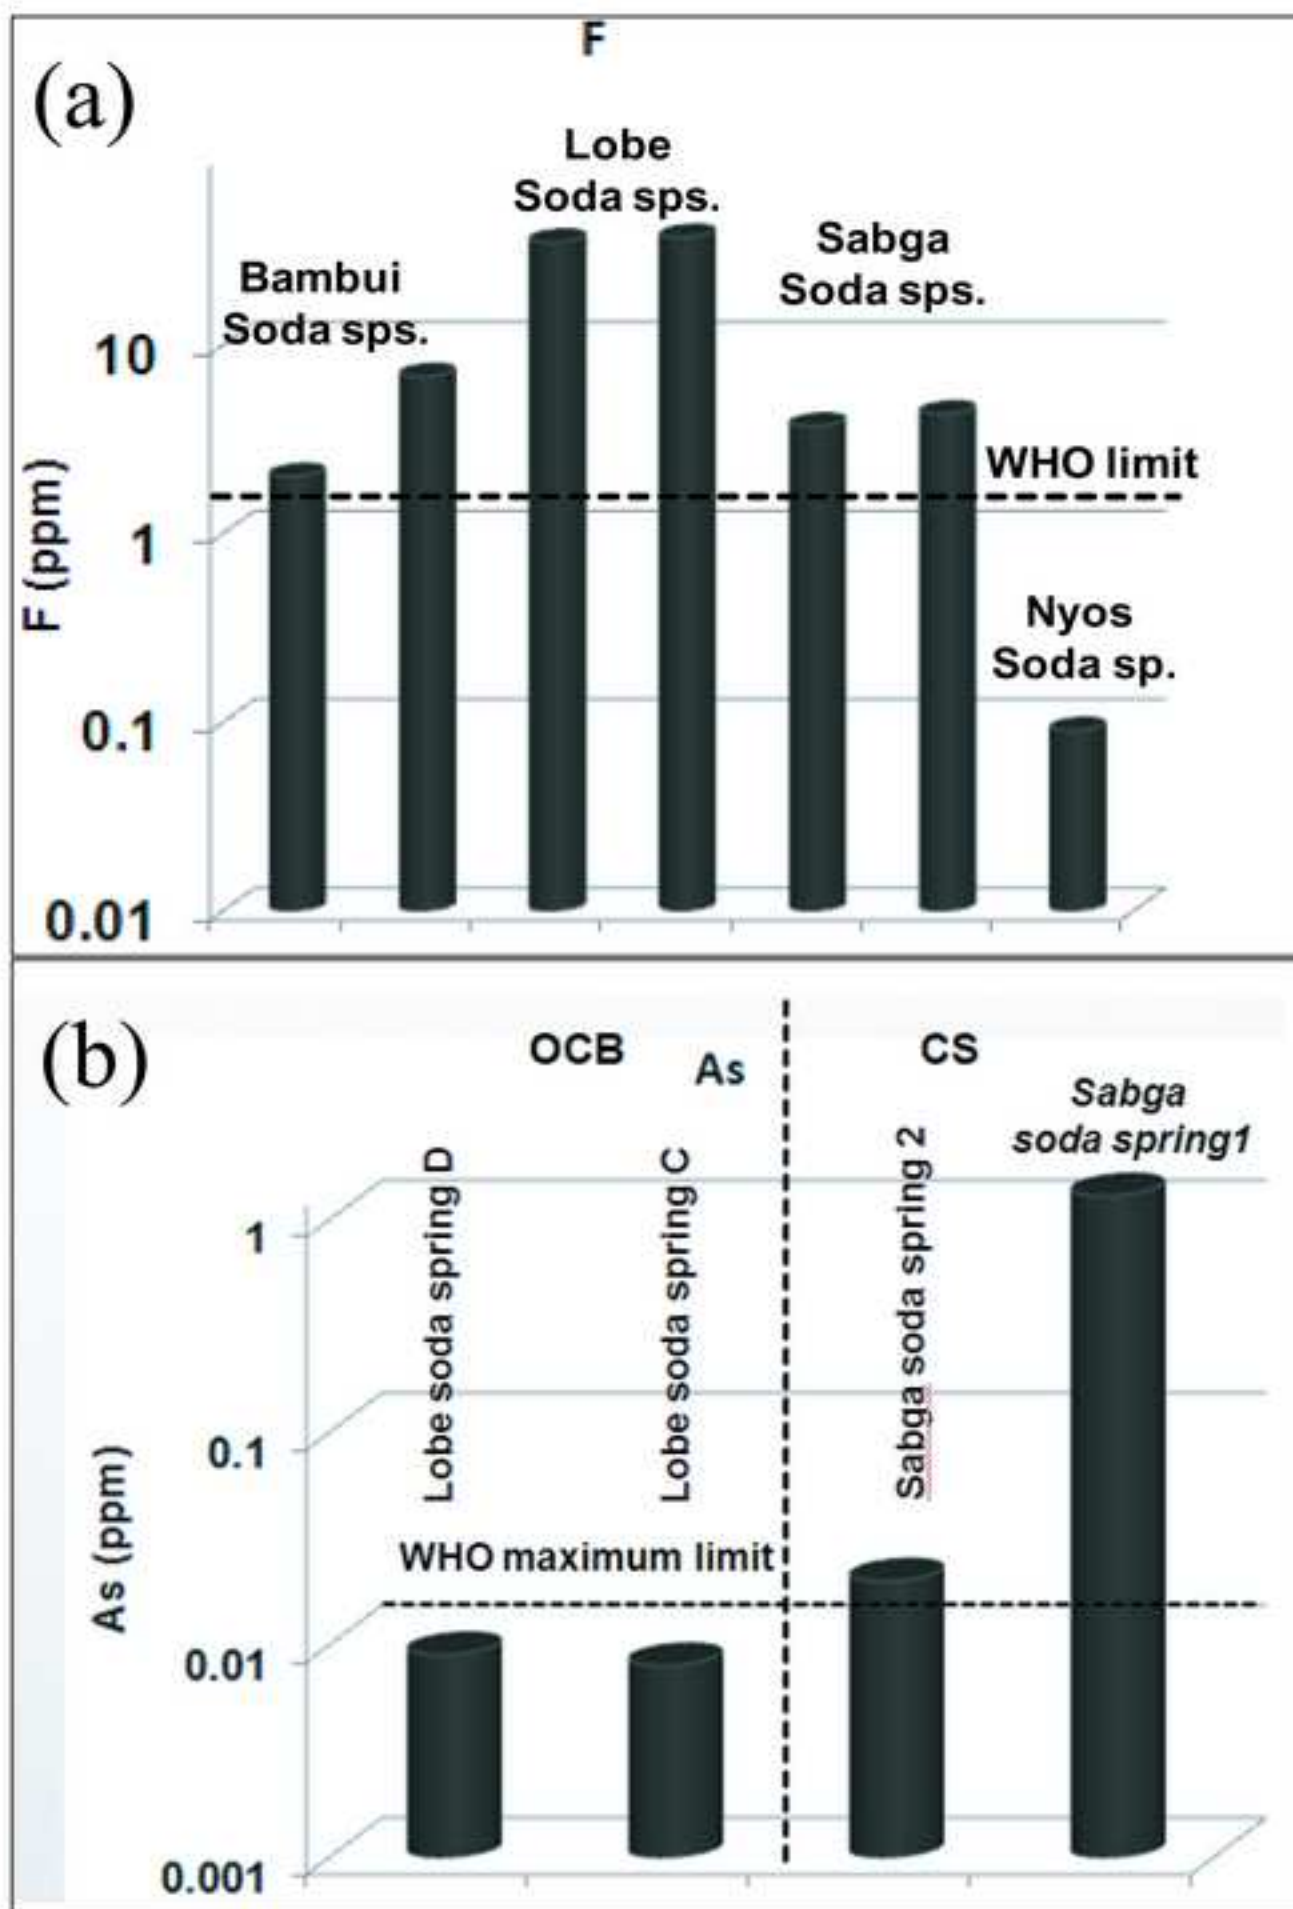 F
(a)
Lobe
Soda sps.
Bambui
Soda sps.
Sabga
Soda sps.
10
WHO limit
1
F (ppm)
Nyos
Soda sp.
0.1
0.01
(b)
OCB
As
CS
Sabga
soda spring1
Lobe soda spring D
Lobe soda spring C
Sabga soda spring 2
1
0.1
As (ppm)
WHO maximum limit
0.01
0.001